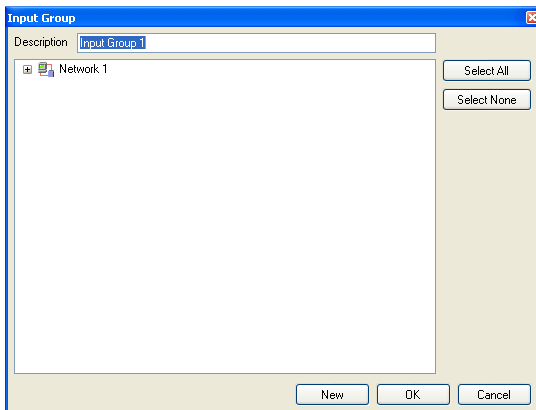 Input Group
Description Input Group 1
Network 1
Select All
Select None
New OK Cancel